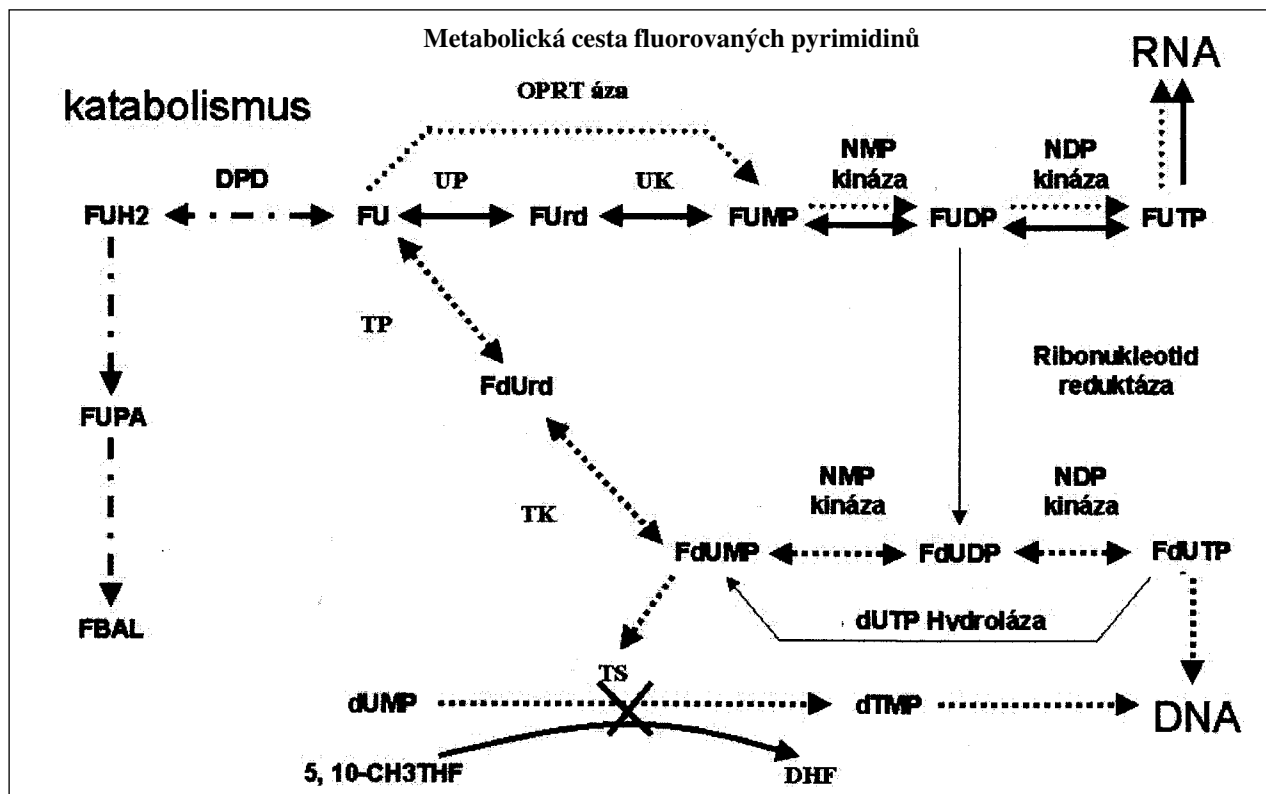 Metabolická cesta fluorovaných pyrimidinů
RNA
katabolismus
OPRT áza
DPD
UP
UK
NMP
kináza
NDP
kináza
FUH2
FU
FUrd
FUMP
FUDP
FUTP
TP
FdUrd
Ribonukleotid
reduktáza
FUPA
TK
NMP
kináza
NDP
kináza
FdUMP
FdUDP
FdUTP
FBAL
dUTP Hydroláza
TS
dUMP
dTMP
DNA
5, 10-CH3THF
DHF